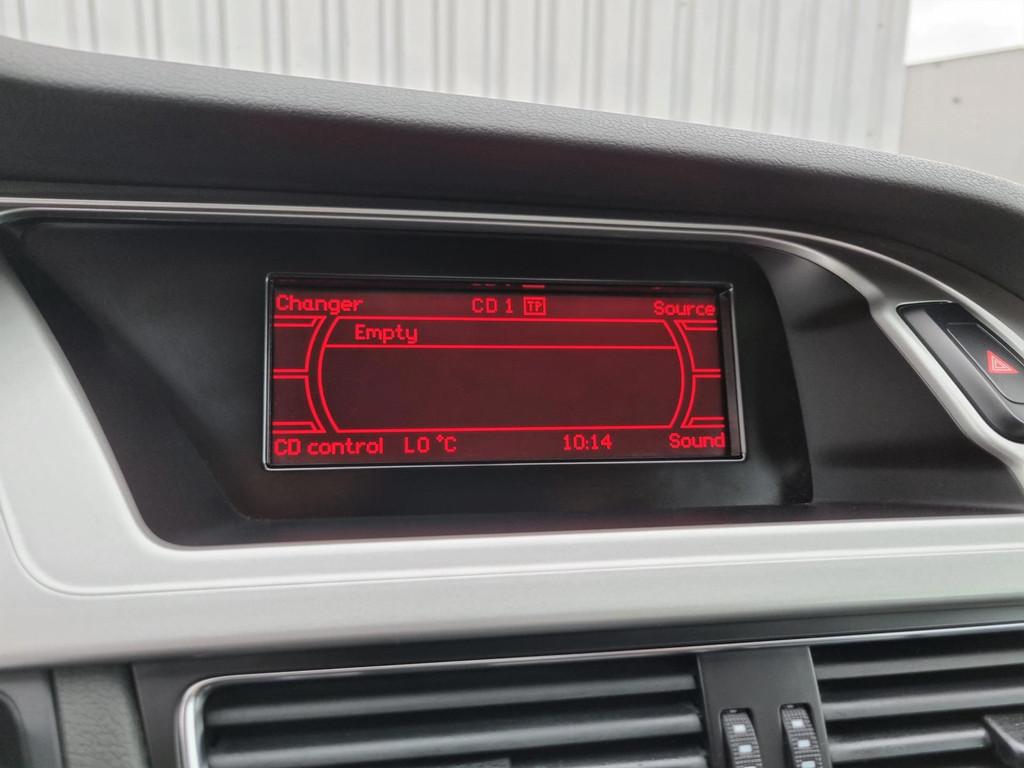 Changer CD 1 TP Source
Empty
CD control LO °C 10:14 Sound